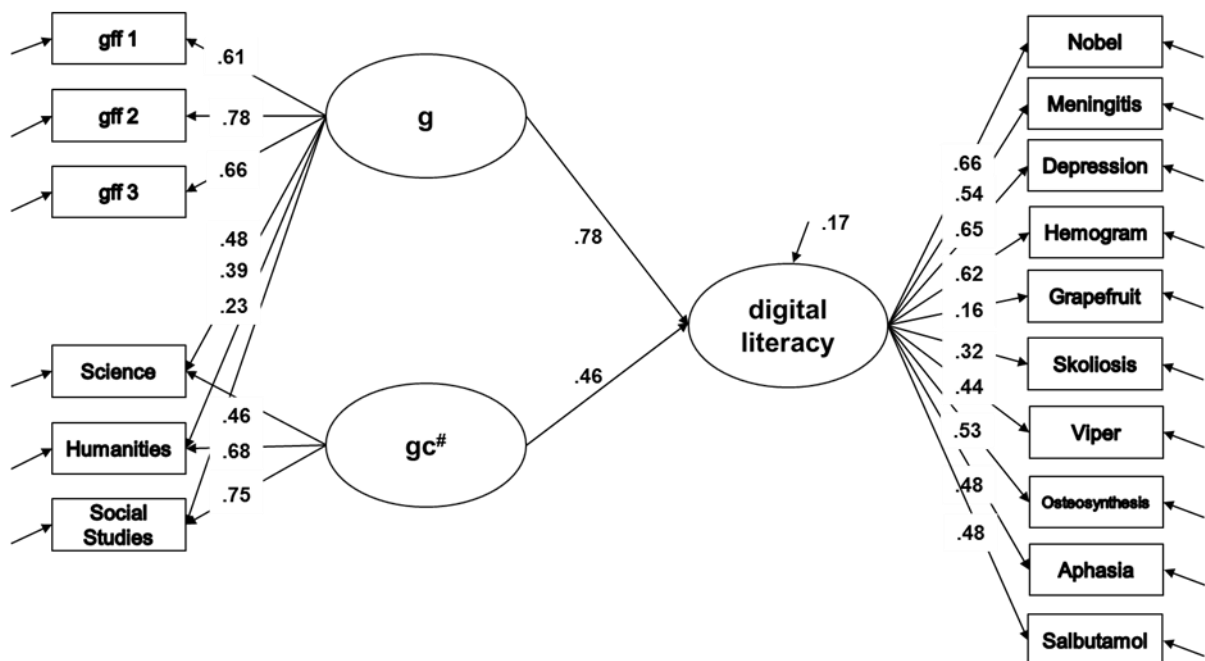 gff 1
gff 2
gff 3
Science
Humanities
Social
Studies
.61
.78
.66
.48
.39
.23
.46
.68
.75
g
gc#
.78
.46
.17
digital
literacy
.66
.54
.65
.62
.16
.32
.44
.53
.48
.48
Nobel
Meningitis
Depression
Hemogram
Grapefruit
Skoliosis
Viper
Osteosynthesis
Aphasia
Salbutamol